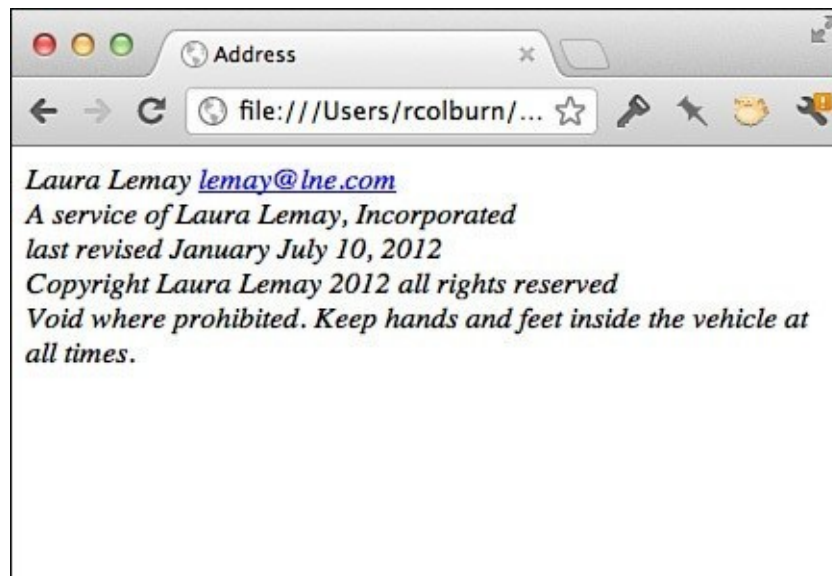 Address
file:///Users/rcolburn/...
Laura Lemay lemay@lne.com
A service of Laura Lemay, Incorporated
last revised January July 10, 2012
Copyright Laura Lemay 2012 all rights reserved
Void where prohibited. Keep hands and feet inside the vehicle at
all times.